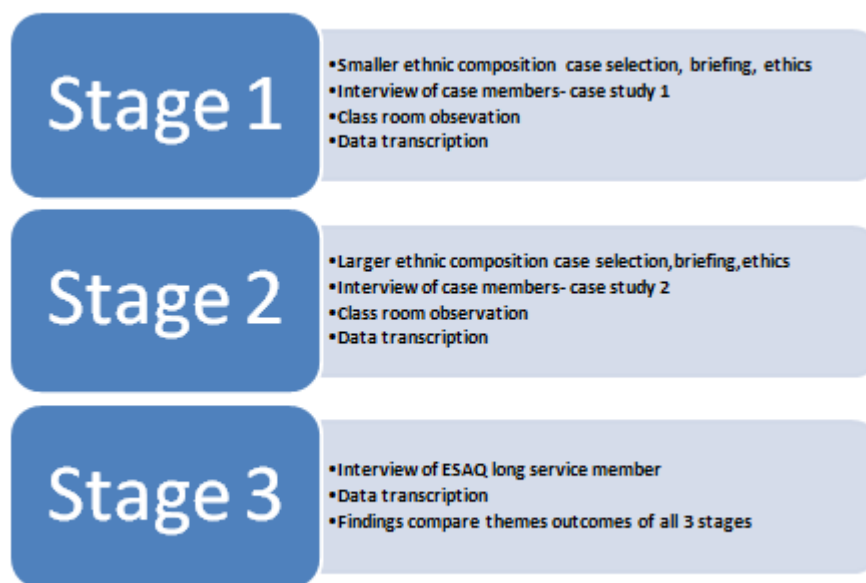 Stage 1
•Smaller ethnic composition case selection, briefing, ethics
•Interview of case members- case study 1
•Class room obsevation
•Data transcription
Stage 2
•Larger ethnic composition case selection,briefing,ethics
•Interview of case members- case study 2
•Class room observation
•Data transcription
Stage 3
•Interview of ESAQ long service member
•Data transcription
•Findings compare themes outcomes of all 3 stages